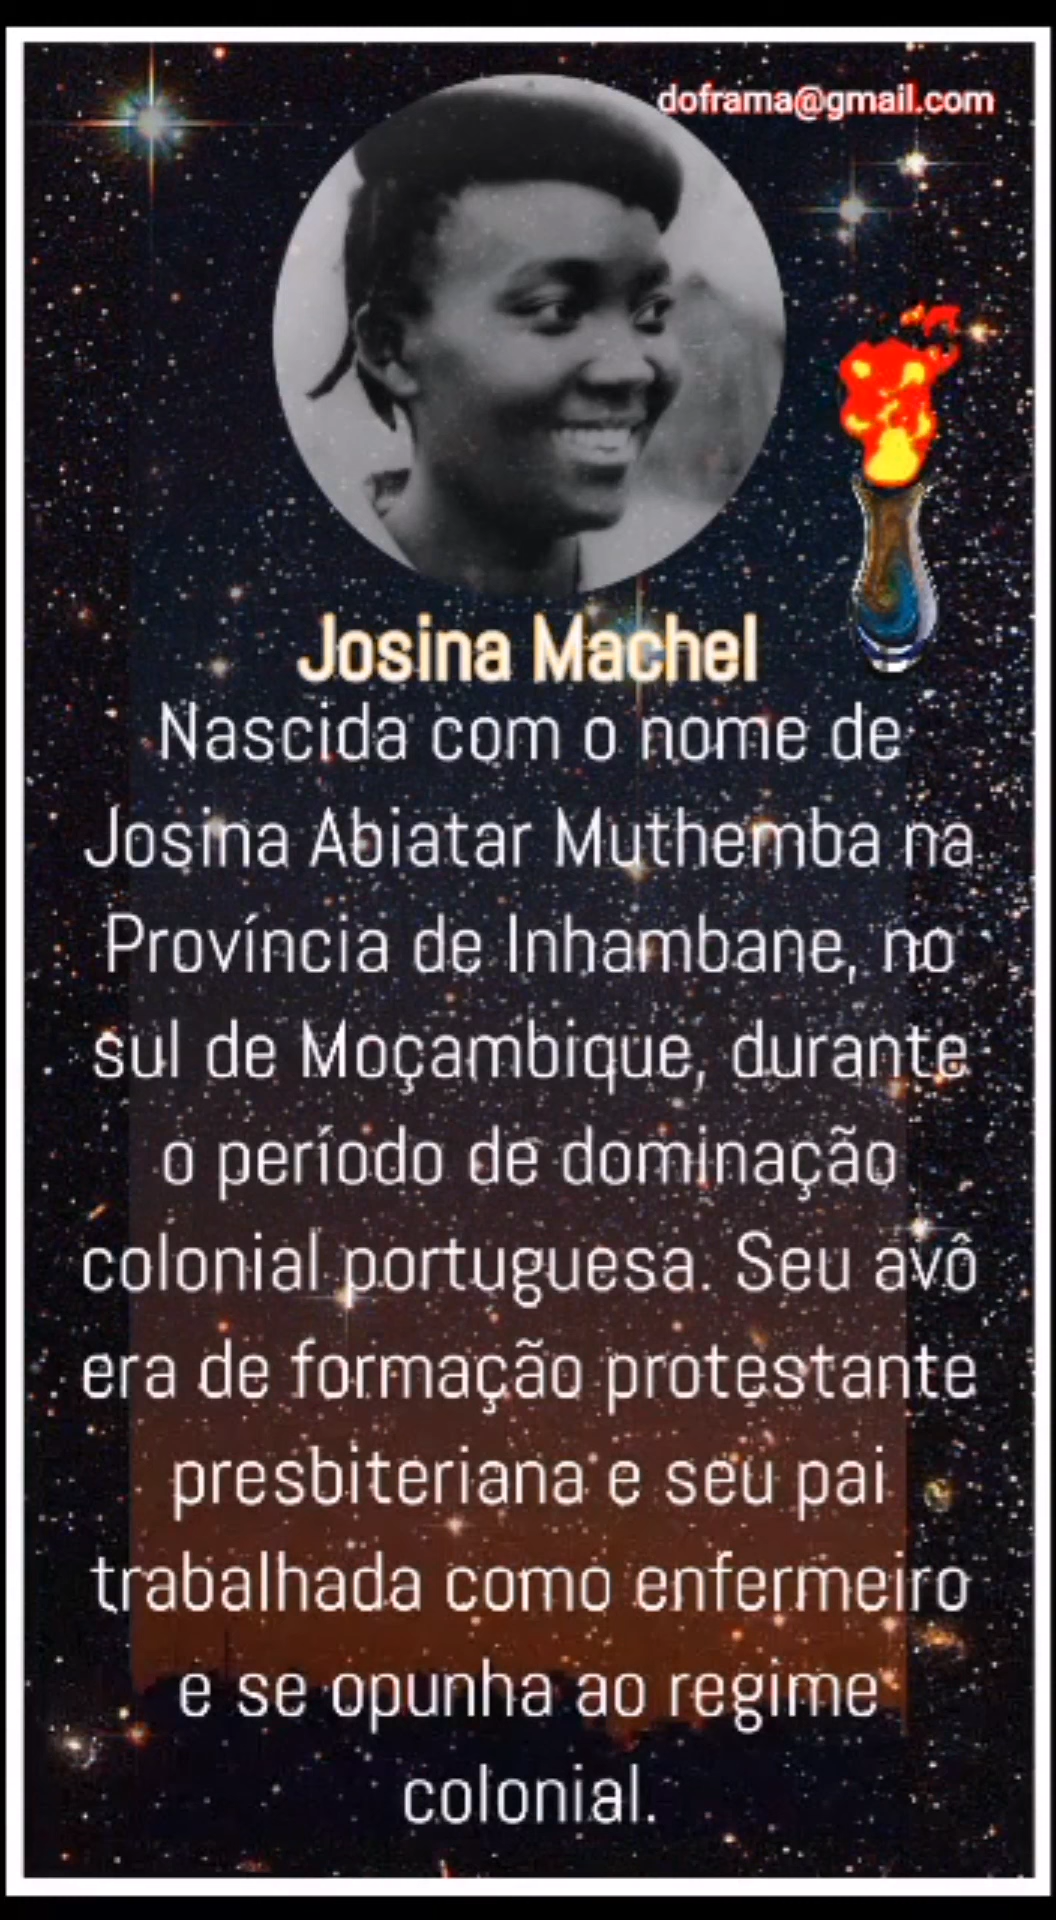 doframa@gmail.com
Josina Machel
Nascida com o nome de
Josina Abiatar Muthemba na
Província de Inhambane, no
sul de Moçambique, durante
o período de dominação
colonial portuguesa. Seu avô
era de formação protestante
presbiteriana e seu pai
trabalhada como enfermeiro
e se opunha ao regime
colonial.